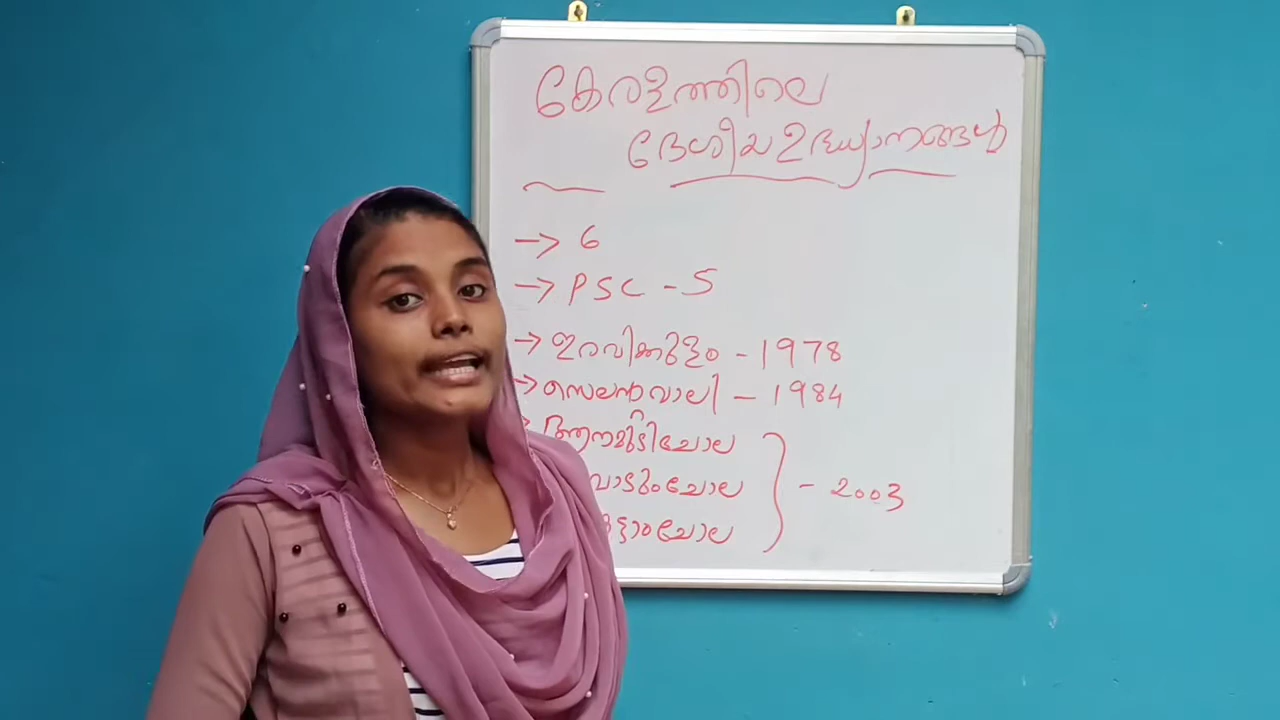 കേരളത്തിലെ
ദേശീയ ഉദ്ധ്യാനങ്ങൾ
→ 6
→ PSC - 5
→ ഇരവികുളം - 1978
→ സൈലന്റ് വാലി - 1984
ആനമുടിചോല
ചോല - 2003
ചോല